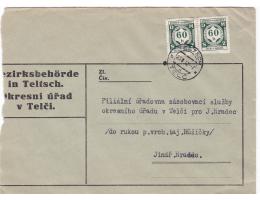 60 60
Zl.
Čís.
ezirksbehörde
in Teltsch.
Okresní úřad
v Telči.
Filiální úřadovna zásobovací služby
okresního úřadu v Telči pro J.Hradec
/do rukou p.vrch.taj.Růžičky/
Jindř.Hradec.